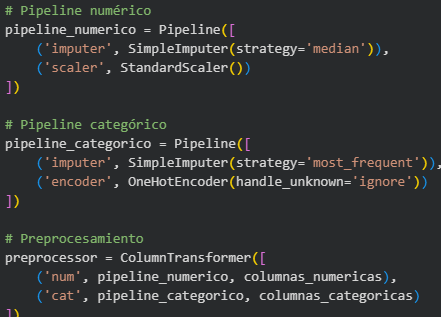 # Pipeline numérico
pipeline_numerico = Pipeline([
    ('imputer', SimpleImputer(strategy='median')),
    ('scaler', StandardScaler())
])

# Pipeline categórico
pipeline_categorico = Pipeline([
    ('imputer', SimpleImputer(strategy='most_frequent')),
    ('encoder', OneHotEncoder(handle_unknown='ignore'))
])

# Preprocesamiento
preprocessor = ColumnTransformer([
    ('num', pipeline_numerico, columnas_numericas),
    ('cat', pipeline_categorico, columnas_categoricas)
])